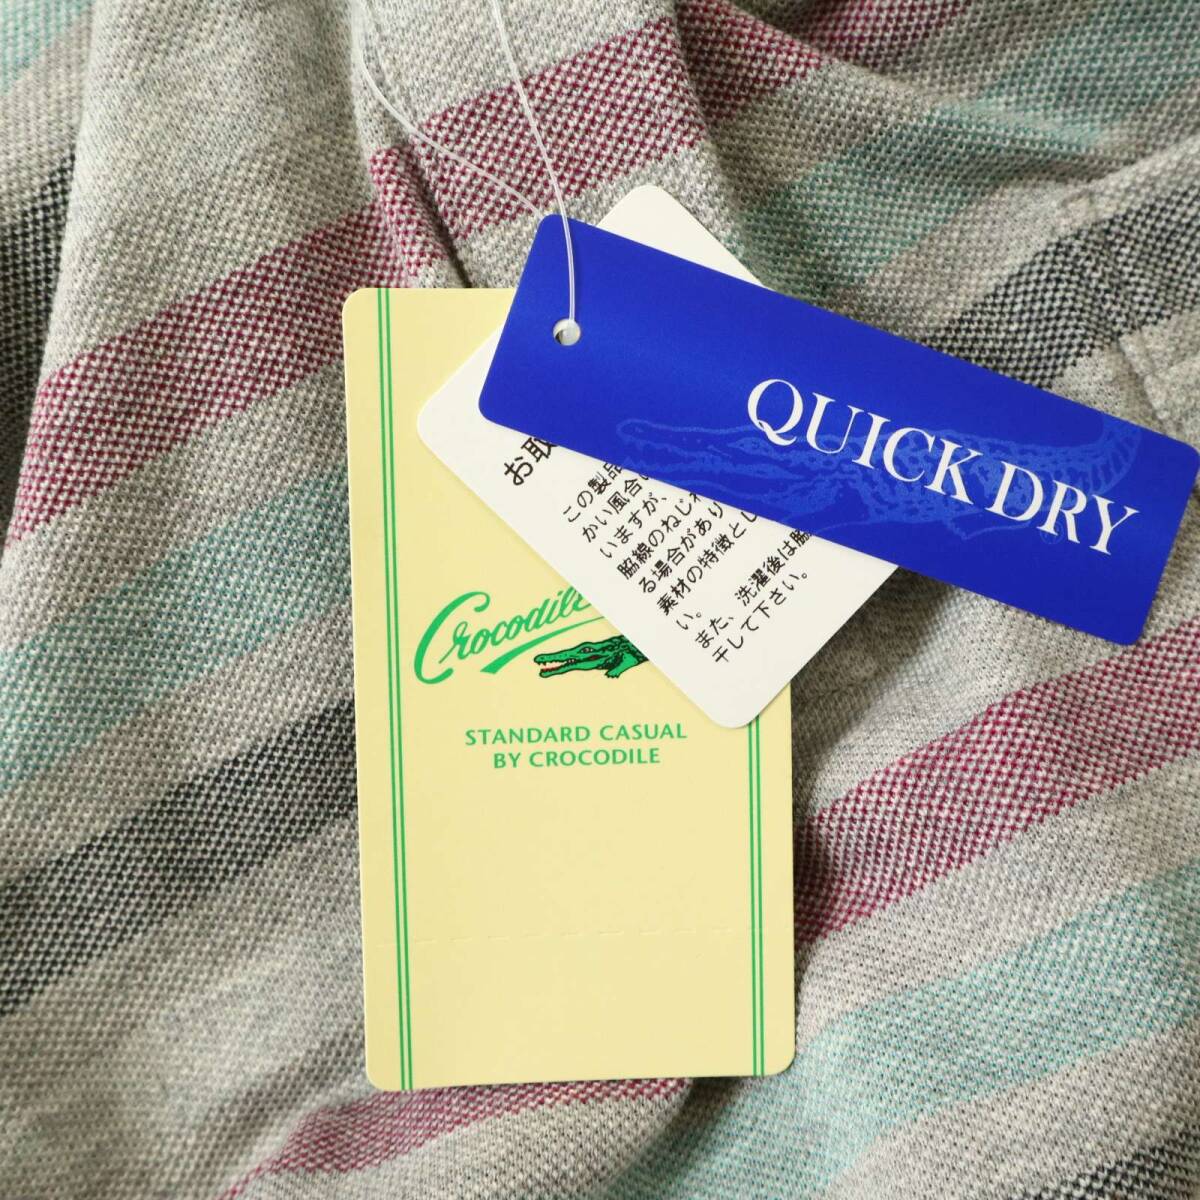 QUICK DRY
お取
この製品
かい風合
いますが、
脇線のねじれ
る場合があり
素材の特徴とし
い。
また、洗濯後は脇
干して下さい。
Crocodile
STANDARD CASUAL
BY CROCODILE